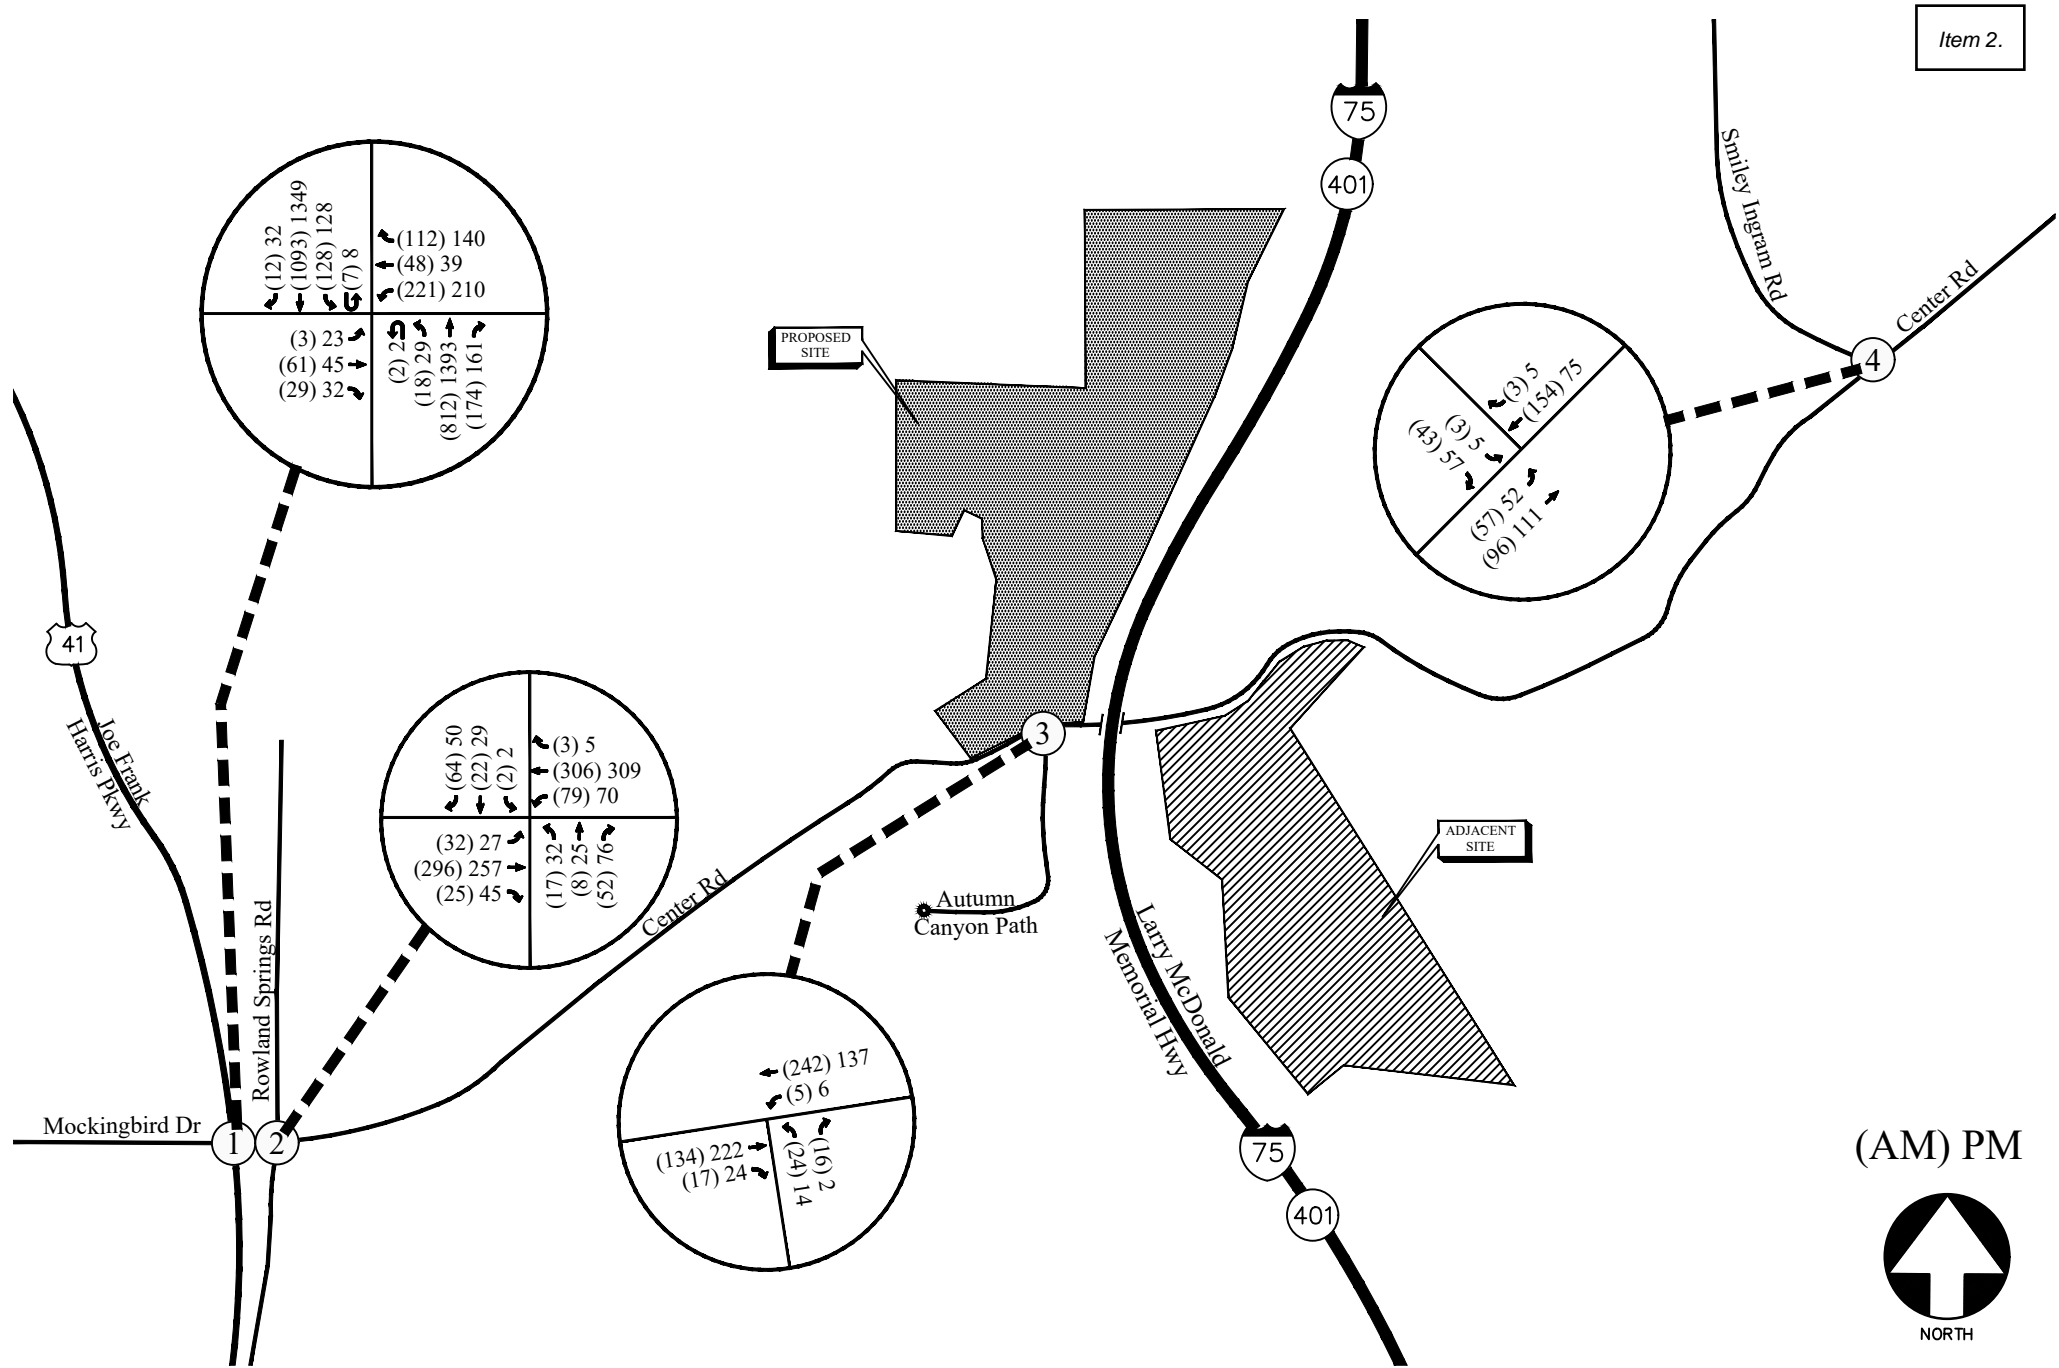 Item 2.
75
401
Smiley Ingram Rd
Center Rd
4
(12) 32
(1093) 1349
(128) 128
(7) 8
(112) 140
(48) 39
(221) 210
(3) 23
(61) 45
(29) 32
(2) 2
(18) 29
(812) 1393
(174) 161
PROPOSED
SITE
(3) 5
(154) 75
(3) 5
(43) 57
(57) 52
(96) 111
41
Joe Frank
Harris Pkwy
(64) 50
(22) 29
(2) 2
(3) 5
(306) 309
(79) 70
(32) 27
(296) 257
(25) 45
(17) 32
(8) 25
(52) 76
3
ADJACENT
SITE
Center Rd
Autumn
Canyon Path
Larry McDonald
Memorial Hwy
Rowland Springs Rd
Mockingbird Dr
1
2
(242) 137
(5) 6
(134) 222
(17) 24
(24) 14
(16) 2
75
401
(AM) PM
NORTH